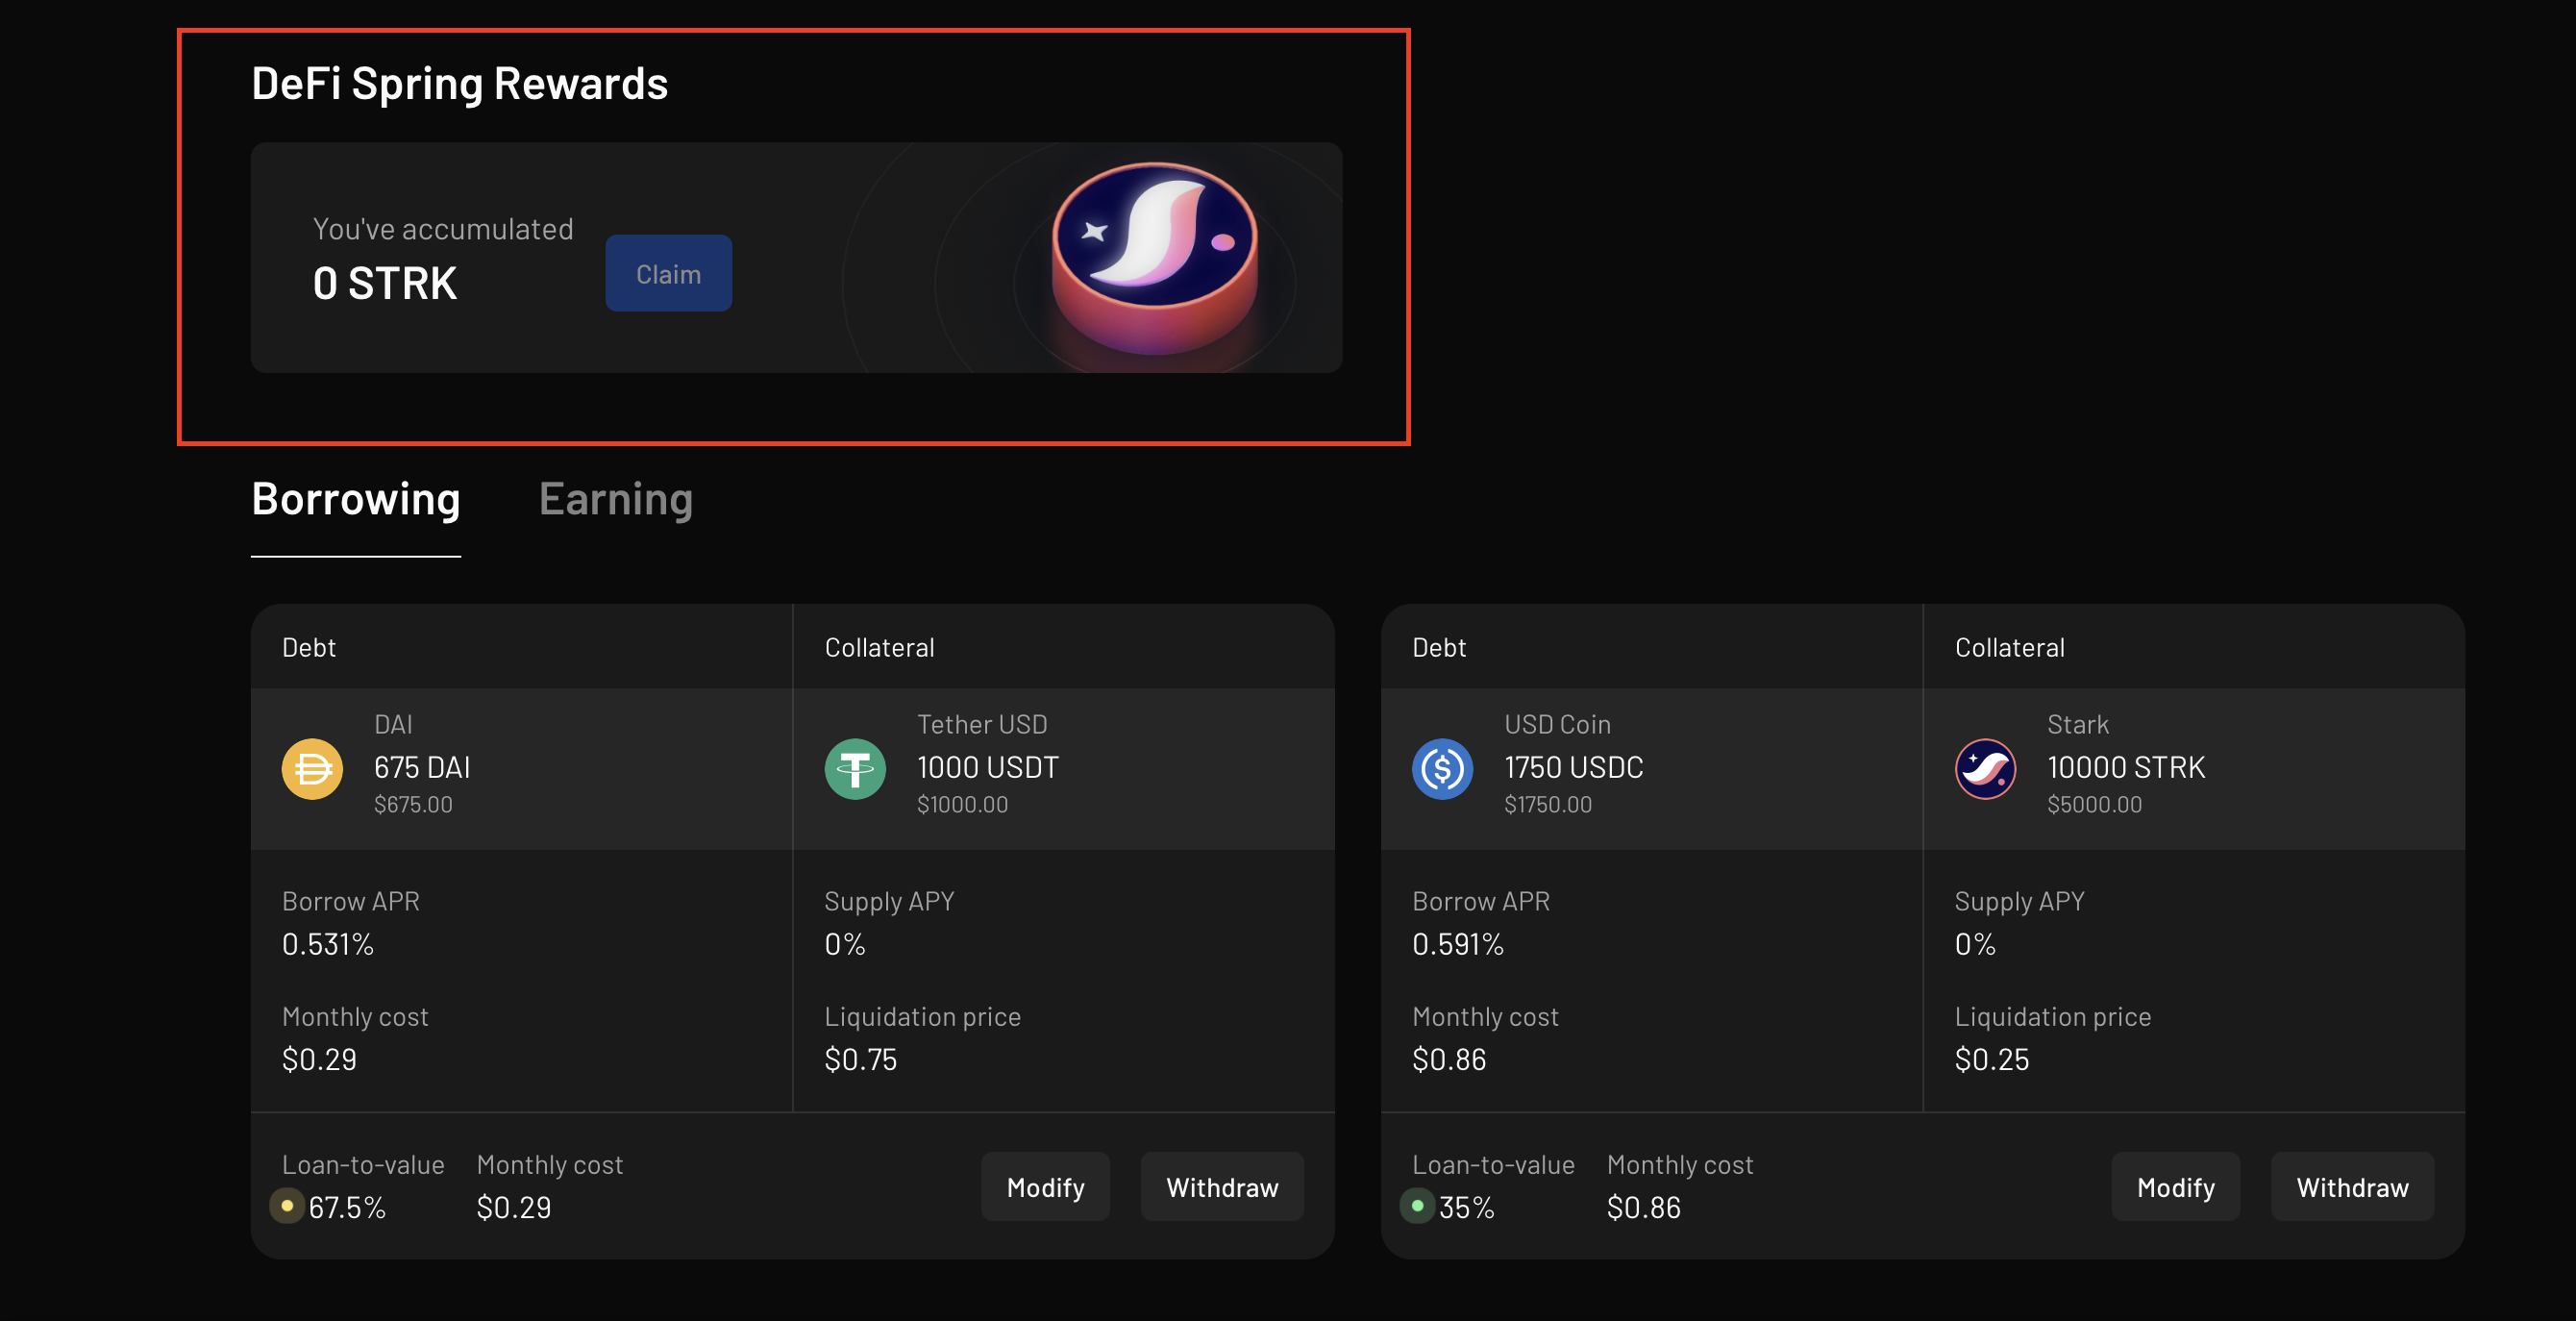 DeFi Spring Rewards
You've accumulated
0 STRK
Claim
Borrowing
Earning
Debt
Collateral
DAI
675 DAI
$675.00
Tether USD
1000 USDT
$1000.00
Borrow APR
0.531%
Supply APY
0%
Monthly cost
$0.29
Liquidation price
$0.75
Loan-to-value
67.5%
Monthly cost
$0.29
Modify
Withdraw
Debt
Collateral
USD Coin
1750 USDC
$1750.00
Stark
10000 STRK
$5000.00
Borrow APR
0.591%
Supply APY
0%
Monthly cost
$0.86
Liquidation price
$0.25
Loan-to-value
35%
Monthly cost
$0.86
Modify
Withdraw